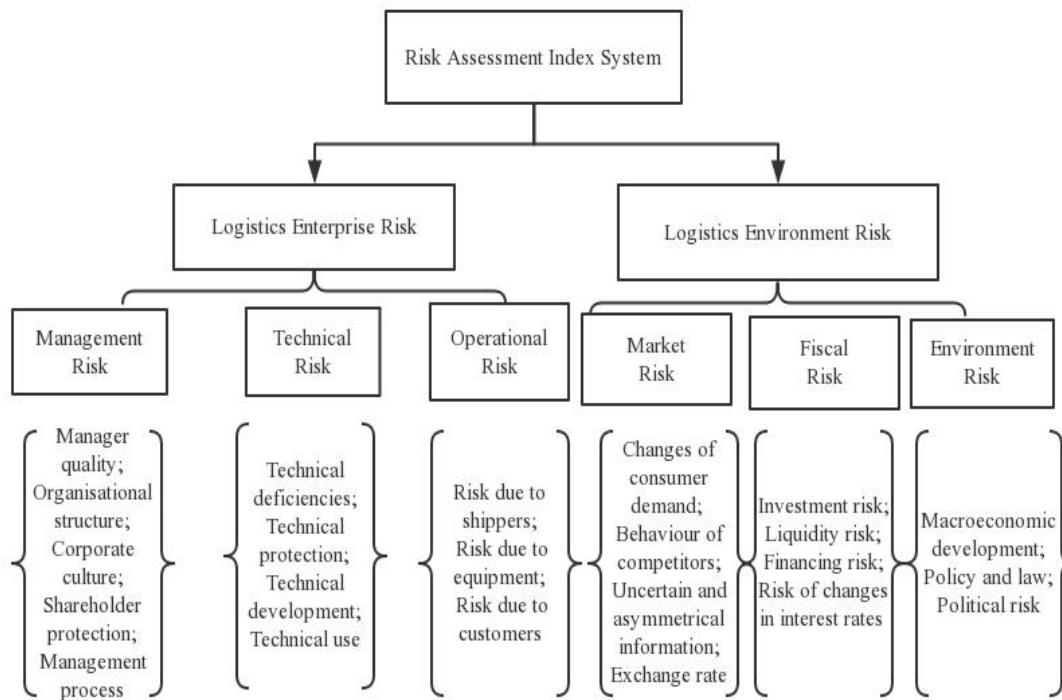 Risk Assessment Index System
Logistics Enterprise Risk
Logistics Environment Risk
Management
Risk
Technical
Risk
Operational
Risk
Market
Risk
Fiscal
Risk
Environment
Risk
Manager
quality;
Organisational
structure;
Corporate
culture;
Shareholder
protection;
Management
process
Technical
deficiencies;
Technical
protection;
Technical
development;
Technical use
Risk due to
shippers;
Risk due to
equipment;
Risk due to
customers
Changes of
consumer
demand;
Behaviour of
competitors;
Uncertain and
asymmetrical
information;
Exchange rate
Investment risk;
Liquidity risk;
Financing risk;
Risk of changes
in interest rates
Macroeconomic
development;
Policy and law;
Political risk